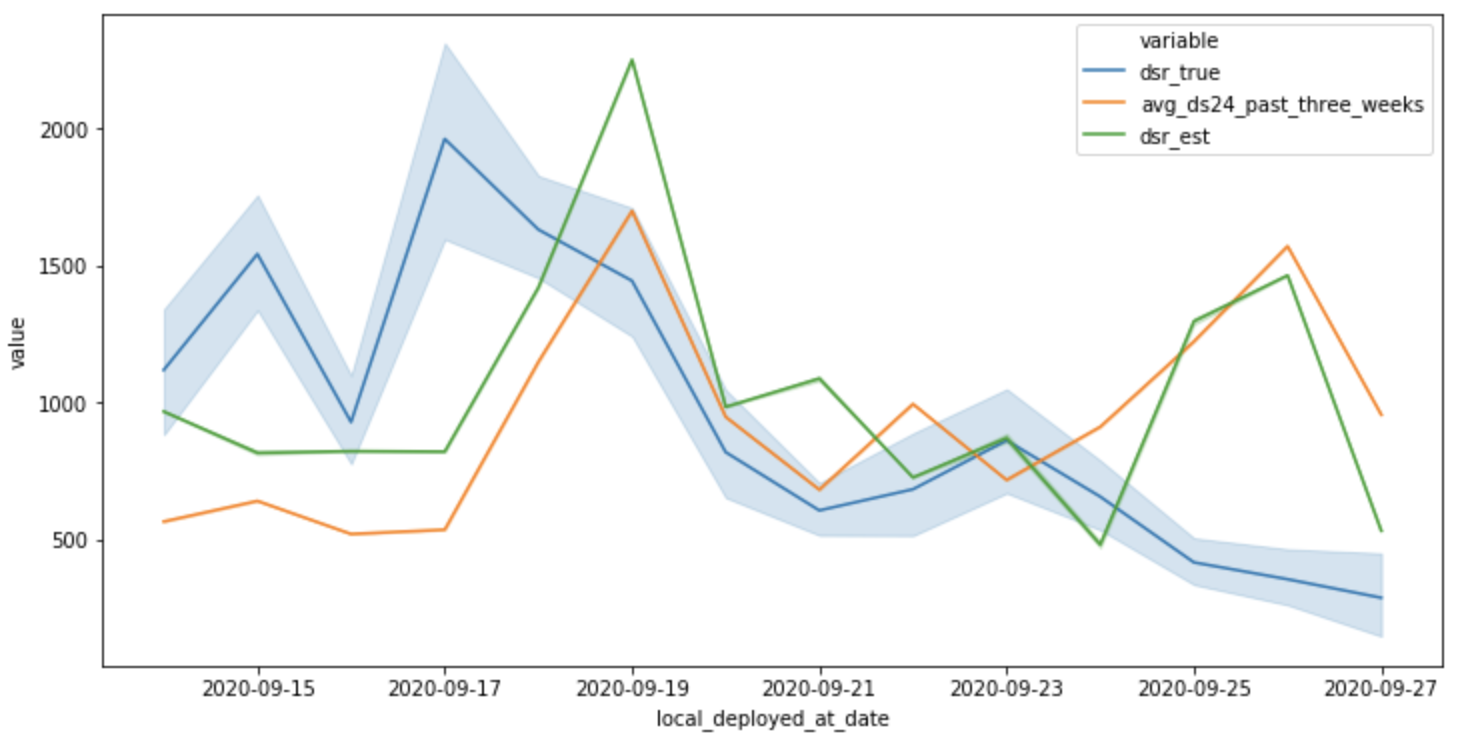 variable
dsr_true
avg_ds24_past_three_weeks
dsr_est
2000
1500
1000
500
value
2020-09-15 2020-09-17 2020-09-19 2020-09-21 2020-09-23 2020-09-25 2020-09-27
local_deployed_at_date